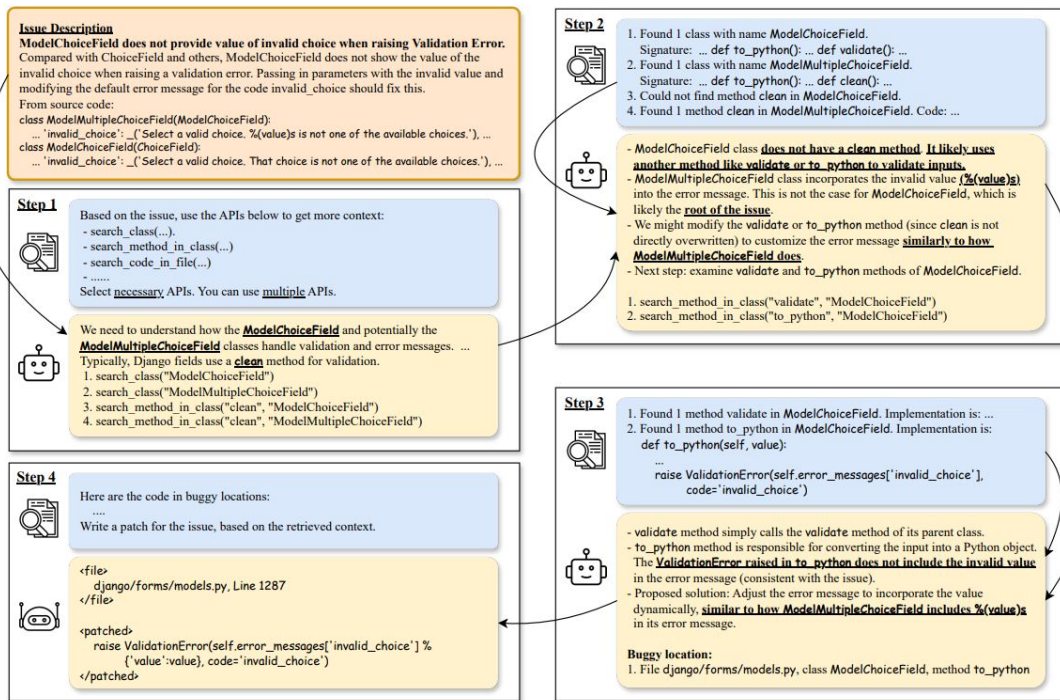 Issue Description
ModelChoiceField does not provide value of invalid choice when raising Validation Error.
Compared with ChoiceField and others, ModelChoiceField does not show the value of the
invalid choice when raising a validation error. Passing in parameters with the invalid value and
modifying the default error message for the code invalid_choice should fix this.
From source code:
class ModelMultipleChoiceField(ModelChoiceField):
... 'invalid_choice': _('Select a valid choice. %(value)s is not one of the available choices.'), ...
class ModelChoiceField(ChoiceField):
... 'invalid_choice': _('Select a valid choice. That choice is not one of the available choices.'), ...
Step 1
Based on the issue, use the APIs below to get more context:
- search_class(...).
- search_method_in_class(...)
- search_code_in_file(...)
- ......
Select necessary APIs. You can use multiple APIs.
We need to understand how the ModelChoiceField and potentially the
ModelMultipleChoiceField classes handle validation and error messages. ...
Typically, Django fields use a clean method for validation.
1. search_class("ModelChoiceField")
2. search_class("ModelMultipleChoiceField")
3. search_method_in_class("clean", "ModelChoiceField")
4. search_method_in_class("clean", "ModelMultipleChoiceField")
Step 2
1. Found 1 class with name ModelChoiceField.
Signature: ... def to_python(): ... def validate(): ...
2. Found 1 class with name ModelMultipleChoiceField.
Signature: ... def to_python(): ... def clean(): ...
3. Could not find method clean in ModelChoiceField.
4. Found 1 method clean in ModelMultipleChoiceField. Code: ...
- ModelChoiceField class does not have a clean method. It likely uses
another method like validate or to_python to validate inputs.
- ModelMultipleChoiceField class incorporates the invalid value (%(value)s)
into the error message. This is not the case for ModelChoiceField, which is
likely the root of the issue.
- We might modify the validate or to_python method (since clean is not
directly overwritten) to customize the error message similarly to how
ModelMultipleChoiceField does.
- Next step: examine validate and to_python methods of ModelChoiceField.
1. search_method_in_class("validate", "ModelChoiceField")
2. search_method_in_class("to_python", "ModelChoiceField")
Step 3
1. Found 1 method validate in ModelChoiceField. Implementation is: ...
2. Found 1 method to_python in ModelChoiceField. Implementation is:
def to_python(self, value):
...
raise ValidationError(self.error_messages['invalid_choice'],
code='invalid_choice')
- validate method simply calls the validate method of its parent class.
- to_python method is responsible for converting the input into a Python object.
The ValidationError raised in to_python does not include the invalid value
in the error message (consistent with the issue).
- Proposed solution: Adjust the error message to incorporate the value
dynamically, similar to how ModelMultipleChoiceField includes %(value)s
in its error message.
Buggy location:
1. File django/forms/models.py, class ModelChoiceField, method to_python
Step 4
Here are the code in buggy locations:
....
Write a patch for the issue, based on the retrieved context.
<file>
django/forms/models.py, Line 1287
</file>
<patched>
raise ValidationError(self.error_messages['invalid_choice'] %
{'value':value}, code='invalid_choice')
</patched>